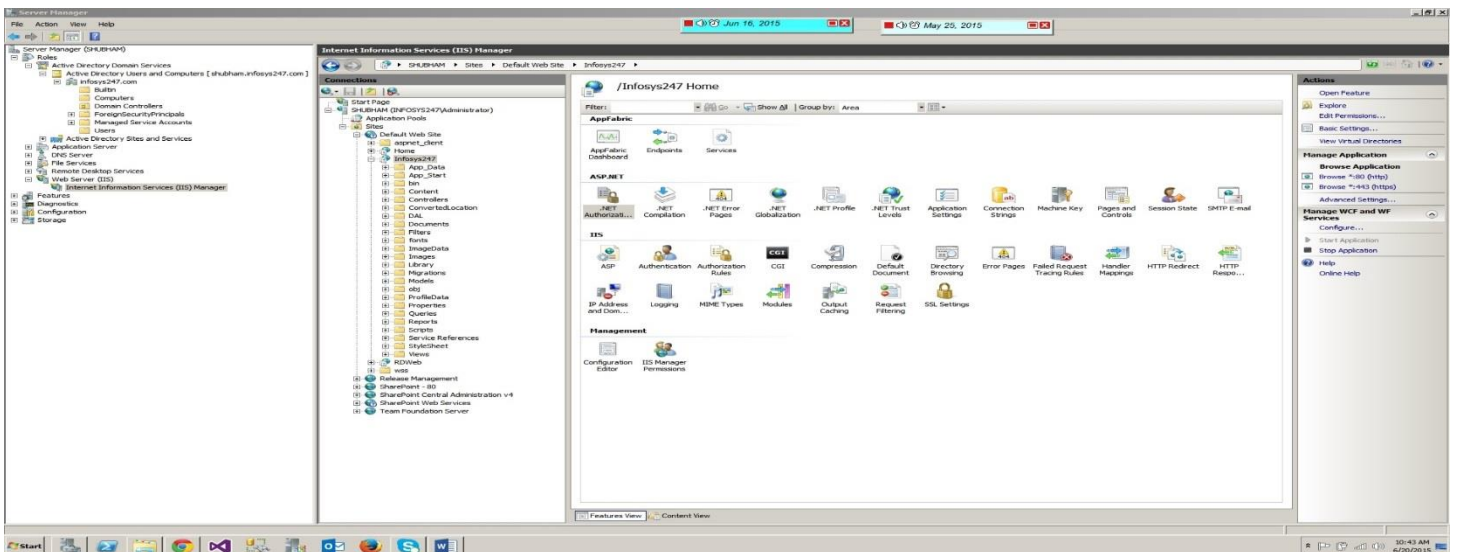 Server Manager
File Action View Help
Jun 16, 2015
May 25, 2015
Server Manager (SHUBHAM)
Roles
Active Directory Domain Services
Active Directory Users and Computers [ shubham.infosys247.com ]
infosys247.com
Builtin
Computers
Domain Controllers
ForeignSecurityPrincipals
Managed Service Accounts
Users
Active Directory Sites and Services
Application Server
DNS Server
File Services
Remote Desktop Services
Web Server (IIS)
Internet Information Services (IIS) Manager
Features
Diagnostics
Configuration
Storage
Internet Information Services (IIS) Manager
SHUBHAM Sites Default Web Site Infosys247
Connections
Start Page
SHUBHAM (INFOSYS247\Administrator)
Application Pools
Sites
Default Web Site
aspnet_client
Home
Infosys247
App_Data
App_Start
bin
Content
Controllers
ConvertedLocation
DAL
Documents
Filters
fonts
ImageData
Images
Library
Migrations
Models
obj
ProfileData
Properties
Queries
Reports
Scripts
Service References
StyleSheet
Views
RDWeb
wss
Release Management
SharePoint - 80
SharePoint Central Administration v4
SharePoint Web Services
Team Foundation Server
/Infosys247 Home
Filter: Go Show All Group by: Area
AppFabric
AppFabric Dashboard
Endpoints
Services
ASP.NET
.NET Authorizati...
.NET Compilation
.NET Error Pages
.NET Globalization
.NET Profile
.NET Trust Levels
Application Settings
Connection Strings
Machine Key
Pages and Controls
Session State
SMTP E-mail
IIS
ASP
Authentication
Authorization Rules
CGI
Compression
Default Document
Directory Browsing
Error Pages
Failed Request Tracing Rules
Handler Mappings
HTTP Redirect
HTTP Respo...
IP Address and Dom...
Logging
MIME Types
Modules
Output Caching
Request Filtering
SSL Settings
Management
Configuration Editor
IIS Manager Permissions
Features View
Content View
Actions
Open Feature
Explore
Edit Permissions...
Basic Settings...
View Virtual Directories
Manage Application
Browse Application
Browse *:80 (http)
Browse *:443 (https)
Advanced Settings...
Manage WCF and WF Services
Configure...
Start Application
Stop Application
Help
Online Help
Start
10:43 AM
6/20/2015